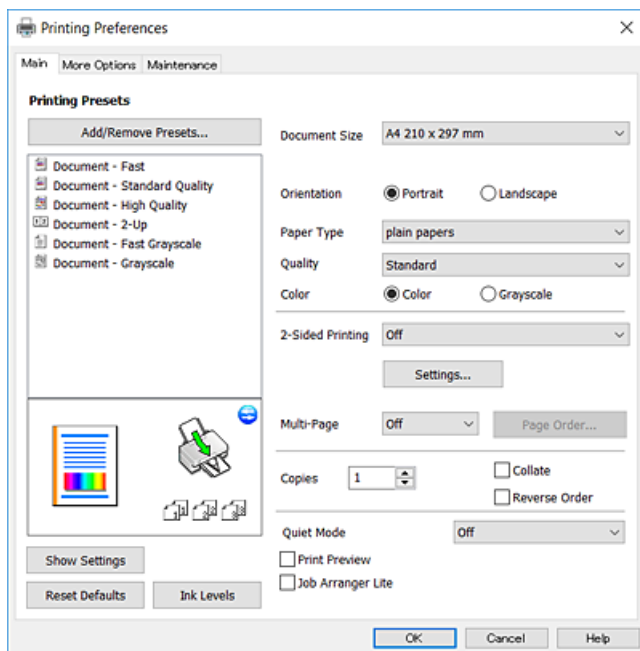 Printing Preferences
Main More Options Maintenance
Printing Presets
Add/Remove Presets...
Document - Fast
Document - Standard Quality
Document - High Quality
Document - 2-Up
Document - Fast Grayscale
Document - Grayscale
Show Settings
Reset Defaults Ink Levels
Document Size A4 210 x 297 mm
Orientation Portrait Landscape
Paper Type plain papers
Quality Standard
Color Color Grayscale
2-Sided Printing Off
Settings...
Multi-Page Off Page Order...
Copies 1 Collate
Reverse Order
Quiet Mode Off
Print Preview
Job Arranger Lite
OK Cancel Help